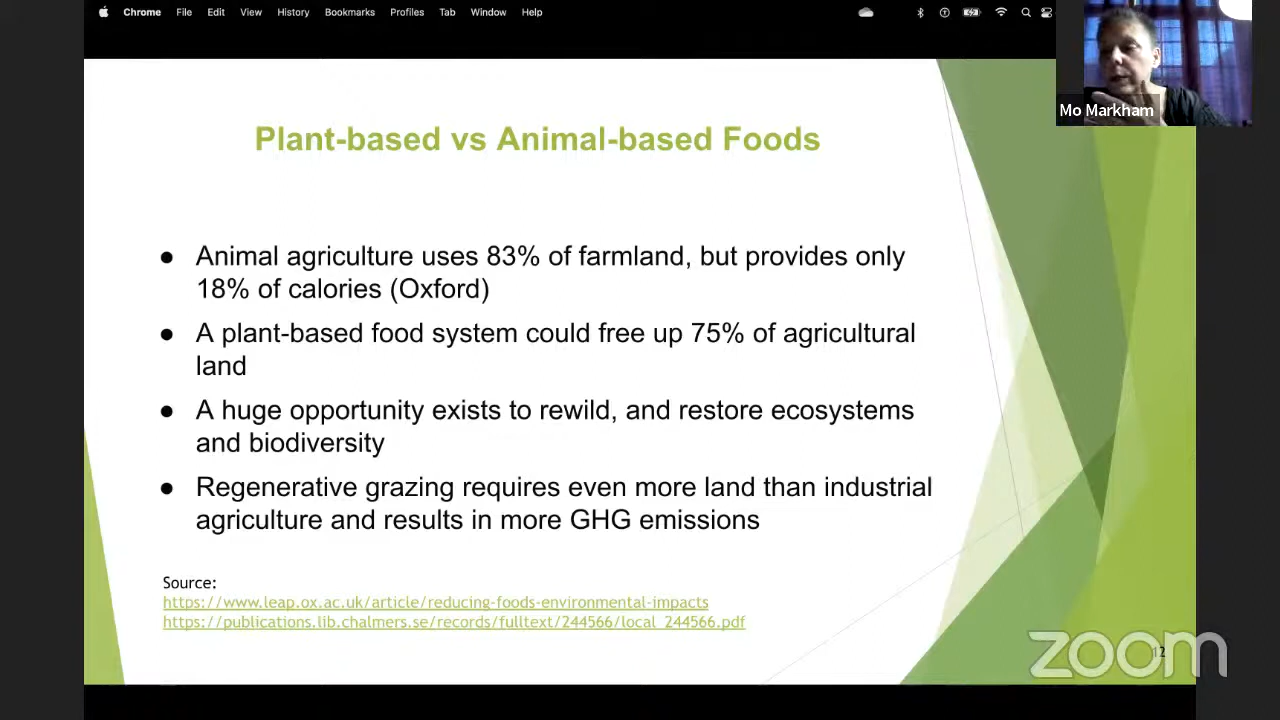 Chrome File Edit View History Bookmarks Profiles Tab Window Help
Mo Markham
Plant-based vs Animal-based Foods
● Animal agriculture uses 83% of farmland, but provides only
18% of calories (Oxford)
● A plant-based food system could free up 75% of agricultural
land
● A huge opportunity exists to rewild, and restore ecosystems
and biodiversity
● Regenerative grazing requires even more land than industrial
agriculture and results in more GHG emissions
Source:
https://www.leap.ox.ac.uk/article/reducing-foods-environmental-impacts
https://publications.lib.chalmers.se/records/fulltext/244566/local_244566.pdf
12
zoom